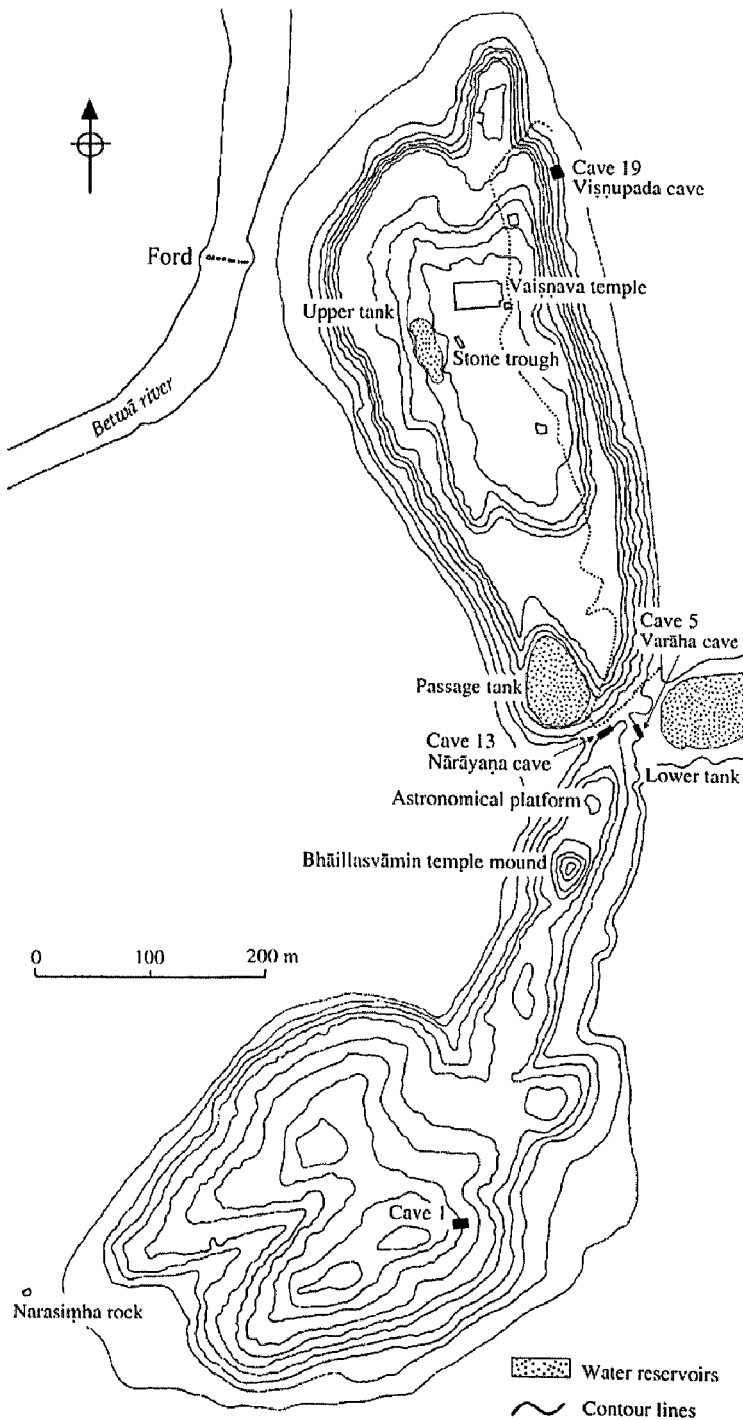 Cave 19
Viṣṇupada cave
Ford
Vaiṣnava temple
Upper tank
Stone trough
Betwā river
Cave 5
Varāha cave
Passage tank
Cave 13
Nārāyaṇa cave
Lower tank
Astronomical platform
Bhāillasvāmin temple mound
0 100 200 m
Cave 1
Narasiṃha rock
Water reservoirs
Contour lines